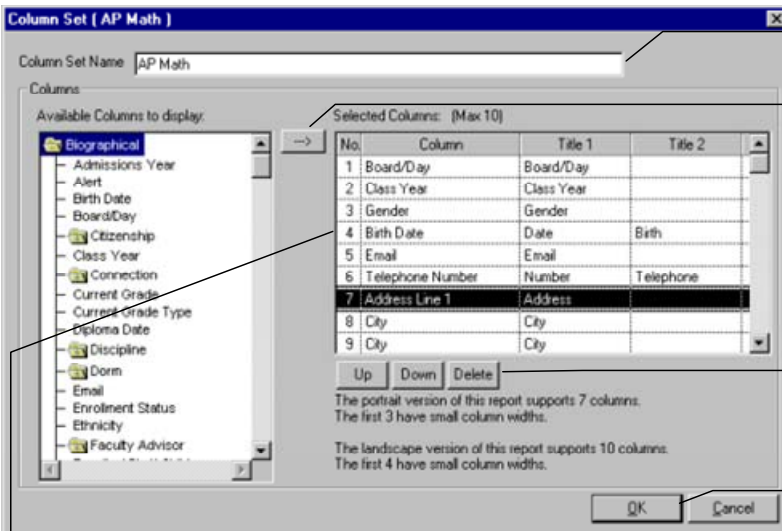 Column Set ( AP Math )
Column Set Name AP Math
Columns
Available Columns to display:
Biographical
Admissions Year
Alert
Birth Date
Board/Day
Citizenship
Class Year
Connection
Current Grade
Current Grade Type
Diploma Date
Discipline
Dorm
Email
Enrolment Status
Ethnicity
Faculty Advisor
-->
Selected Columns: (Max 10)
No. Column Title 1 Title 2
1 Board/Day Board/Day
2 Class Year Class Year
3 Gender Gender
4 Birth Date Date Birth
5 Email Email
6 Telephone Number Number Telephone
7 Address Line 1 Address
8 City City
9 City City
Up Down Delete
The portrait version of this report supports 7 columns.
The first 3 have small column widths.
The landscape version of this report supports 10 columns.
The first 4 have small column widths.
OK Cancel